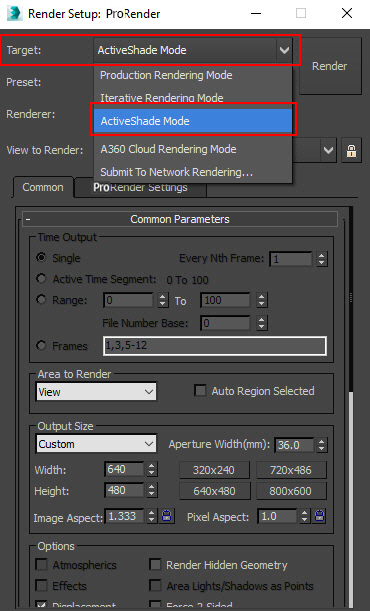 Render Setup: ProRender
Target: ActiveShade Mode
Render
Production Rendering Mode
Preset:
Iterative Rendering Mode
Renderer: ActiveShade Mode
View to Render: A360 Cloud Rendering Mode
Submit To Network Rendering...
Common ProRender Settings
- Common Parameters
Time Output
Single Every Nth Frame: 1
Active Time Segment: 0 To 100
Range: 0 To 100
File Number Base: 0
Frames 1,3,5-12
Area to Render
View Auto Region Selected
Output Size
Custom Aperture Width(mm): 36.0
Width: 640 320x240 720x486
Height: 480 640x480 800x600
Image Aspect: 1.333 Pixel Aspect: 1.0
Options
Atmospherics Render Hidden Geometry
Effects Area Lights/Shadows as Points
Displacement Force 2-Sided